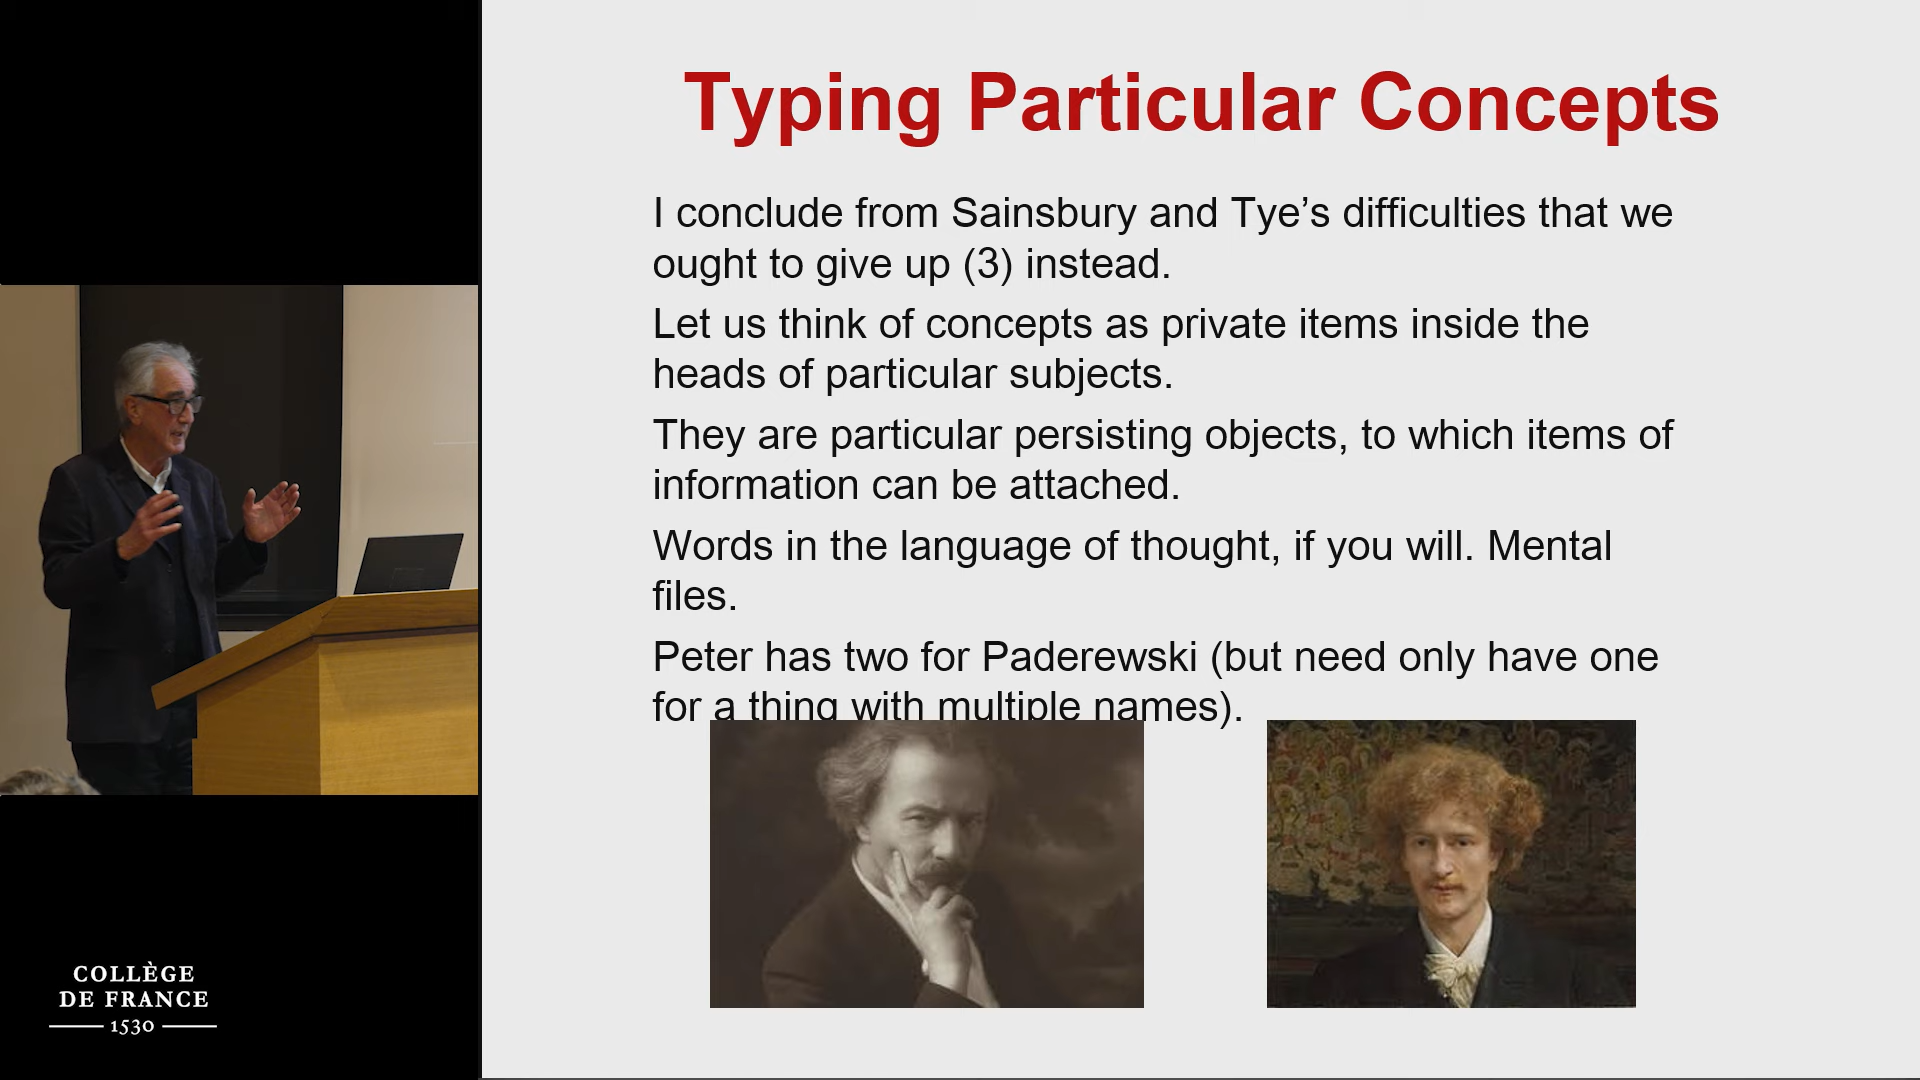 Typing Particular Concepts
I conclude from Sainsbury and Tye’s difficulties that we
ought to give up (3) instead.
Let us think of concepts as private items inside the
heads of particular subjects.
They are particular persisting objects, to which items of
information can be attached.
Words in the language of thought, if you will. Mental
files.
Peter has two for Paderewski (but need only have one
for a thing with multiple names).
COLLÈGE
DE FRANCE
1530